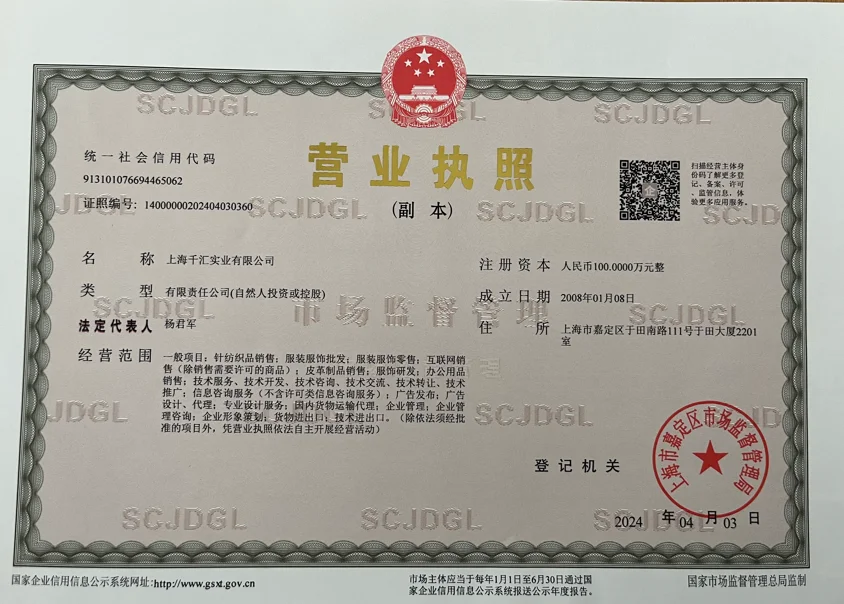 统一社会信用代码
913101076694465062
证照编号: 14000000202404030360
营业执照
(副 本)
扫描经营主体身
份码了解更多登
记、备案、许可
、监管信息，体
验更多应用服务。
名 称 上海千汇实业有限公司
类 型 有限责任公司(自然人投资或控股)
法定代表人 杨君军
经营范围 一般项目：针纺织品销售；服装服饰批发；服装服饰零售；互联网销
售（除销售需要许可的商品）；皮革制品销售；服饰研发；办公用品
销售；技术服务、技术开发、技术咨询、技术交流、技术转让、技术
推广；信息咨询服务（不含许可类信息咨询服务）；广告发布；广告
设计、代理；专业设计服务；国内货物运输代理；企业管理；企业管
理咨询；企业形象策划；货物进出口；技术进出口。（除依法须经批
准的项目外，凭营业执照依法自主开展经营活动）
注册资本 人民币100.0000万元整
成立日期 2008年01月08日
住 所 上海市嘉定区于田南路111号于田大厦2201
室
登记机关
上海市嘉定区市场监督管理局
2024 年 04 月 03 日
SCJDGL
市场监督管理
国家企业信用信息公示系统网址:http://www.gsxt.gov.cn
市场主体应当于每年1月1日至6月30日通过国
家企业信用信息公示系统报送公示年度报告。
国家市场监督管理总局监制